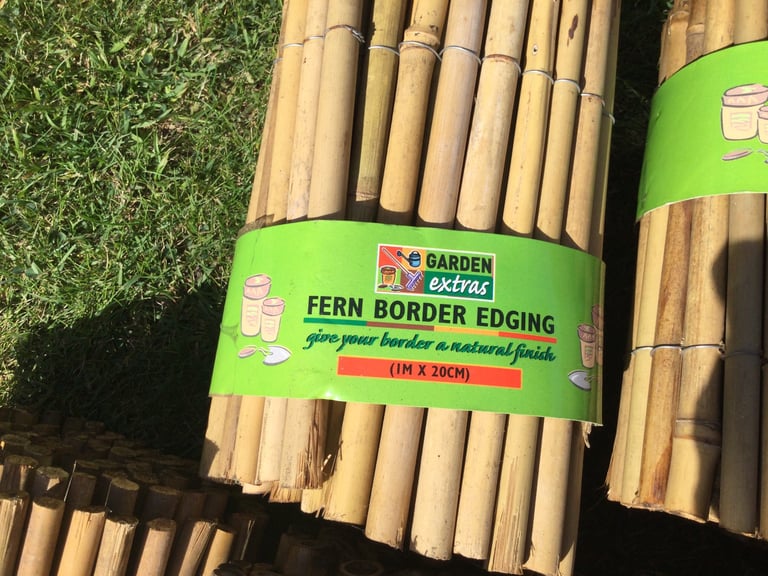 GARDEN
extras
FERN BORDER EDGING
give your border a natural finish
(1M X 20CM)